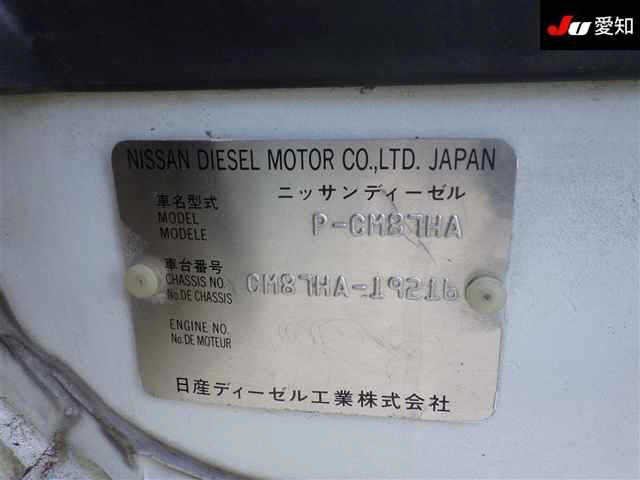 JU 愛知
NISSAN DIESEL MOTOR CO.,LTD. JAPAN
ニッサンディーゼル
車名型式
MODEL
MODELE
P-CM87HA
車台番号
CHASSIS NO.
No.DE CHASSIS
CM87HA-19216
ENGINE NO.
No.DE MOTEUR
日産ディーゼル工業株式会社